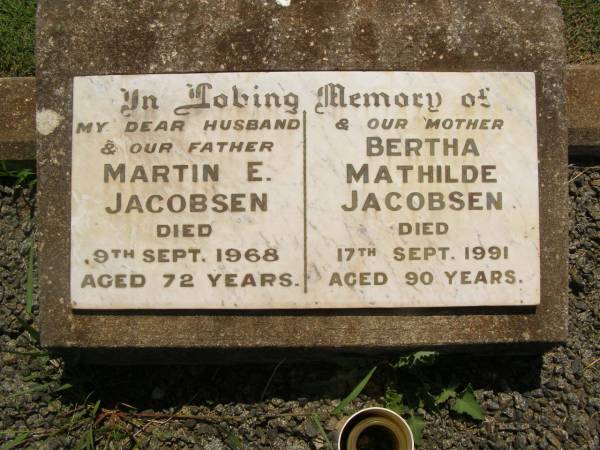 In Loving Memory of
MY DEAR HUSBAND
& OUR FATHER
MARTIN E.
JACOBSEN
DIED
9TH SEPT. 1968
AGED 72 YEARS.
& OUR MOTHER
BERTHA
MATHILDE
JACOBSEN
DIED
17TH SEPT. 1991
AGED 90 YEARS.